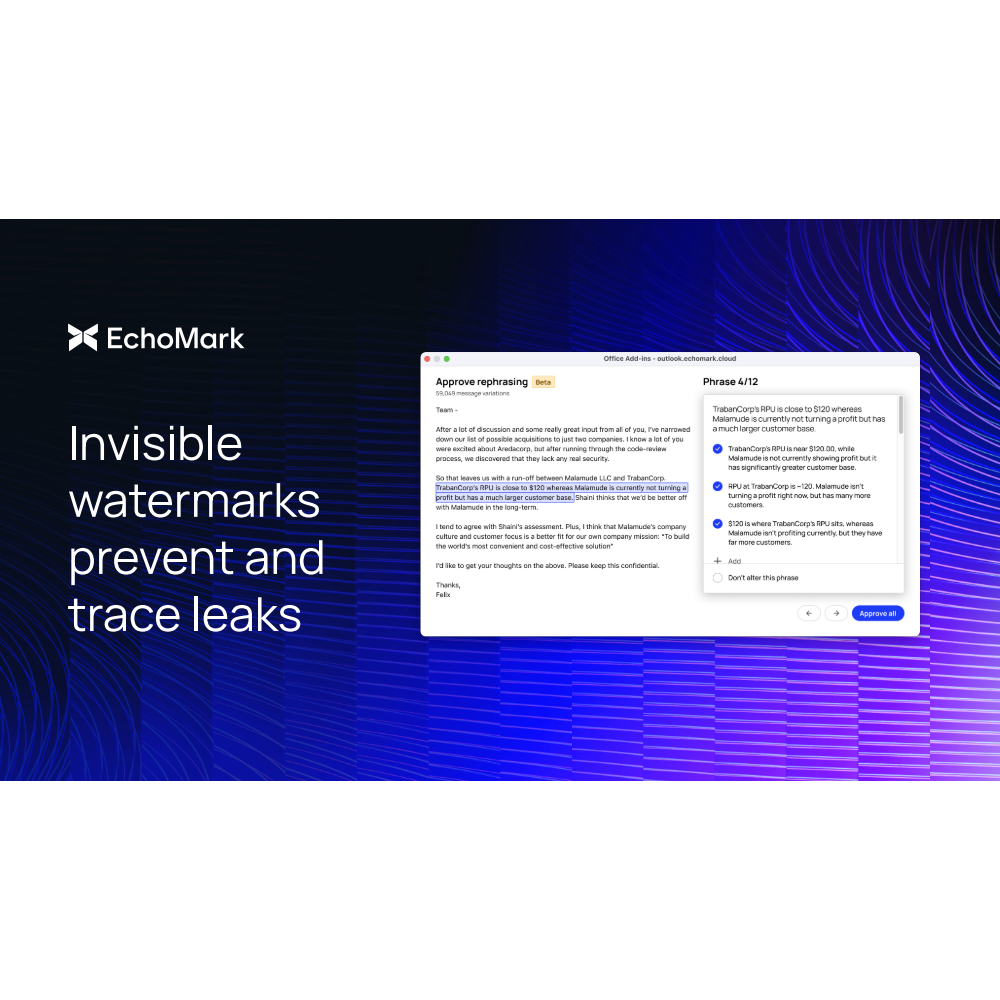 EchoMark
Invisible
watermarks
prevent and
trace leaks
Office Add-ins - outlook.echomark.cloud
Approve rephrasing Beta
59,049 message variations
Team -
After a lot of discussion and some really great input from all of you, I've narrowed
down our list of possible acquisitions to just two companies. I know a lot of you
were excited about Aredacorp, but after running through the code-review
process, we discovered that they lack any real security.
So that leaves us with a run-off between Malamude LLC and TrabanCorp.
TrabanCorp's RPU is close to $120 whereas Malamude is currently not turning a
profit but has a much larger customer base. Shaini thinks that we'd be better off
with Malamude in the long-term.
I tend to agree with Shaini's assessment. Plus, I think that Malamude's company
culture and customer focus is a better fit for our own company mission: "To build
the world's most convenient and cost-effective solution"
I'd like to get your thoughts on the above. Please keep this confidential.
Thanks,
Felix
Phrase 4/12
TrabanCorp's RPU is close to $120 whereas
Malamude is currently not turning a profit but has
a much larger customer base.
TrabanCorp's RPU is near $120.00, while
Malamude is not currently showing profit but it
has significantly greater customer base.
RPU at TrabanCorp is ~120. Malamude isn't
turning a profit right now, but has many more
customers.
$120 is where TrabanCorp's RPU sits, whereas
Malamude isn't profiting currently, but they have
far more customers.
Add
Don't alter this phrase
Approve all